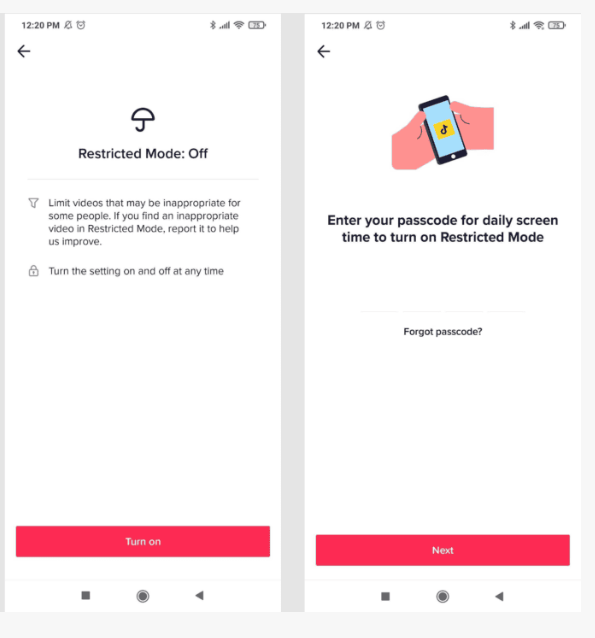 12:20 PM
75
Restricted Mode: Off
Limit videos that may be inappropriate for
some people. If you find an inappropriate
video in Restricted Mode, report it to help
us improve.
Turn the setting on and off at any time
Turn on
12:20 PM
75
Enter your passcode for daily screen
time to turn on Restricted Mode
Forgot passcode?
Next